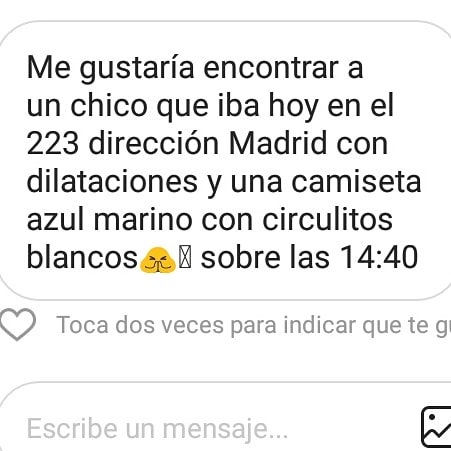 Me gustaría encontrar a
un chico que iba hoy en el
223 dirección Madrid con
dilataciones y una camiseta
azul marino con circulitos
blancos🙏 sobre las 14:40
Toca dos veces para indicar que te
Escribe un mensaje...